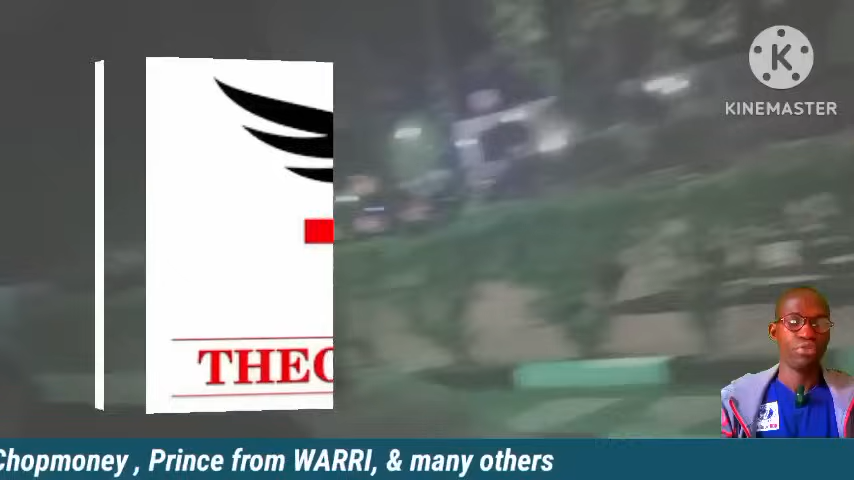 KINEMASTER
THEO
Chopmoney , Prince from WARRI, & many others